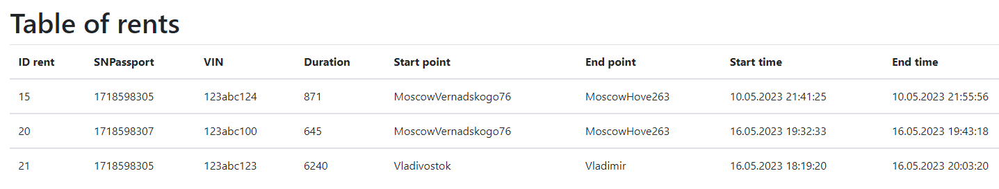 Table of rents
ID rent SNPassport VIN Duration Start point End point Start time End time
15 1718598305 123abc124 871 MoscowVernadskogo76 MoscowHove263 10.05.2023 21:41:25 10.05.2023 21:55:56
20 1718598307 123abc100 645 MoscowVernadskogo76 MoscowHove263 16.05.2023 19:32:33 16.05.2023 19:43:18
21 1718598305 123abc123 6240 Vladivostok Vladimir 16.05.2023 18:19:20 16.05.2023 20:03:20